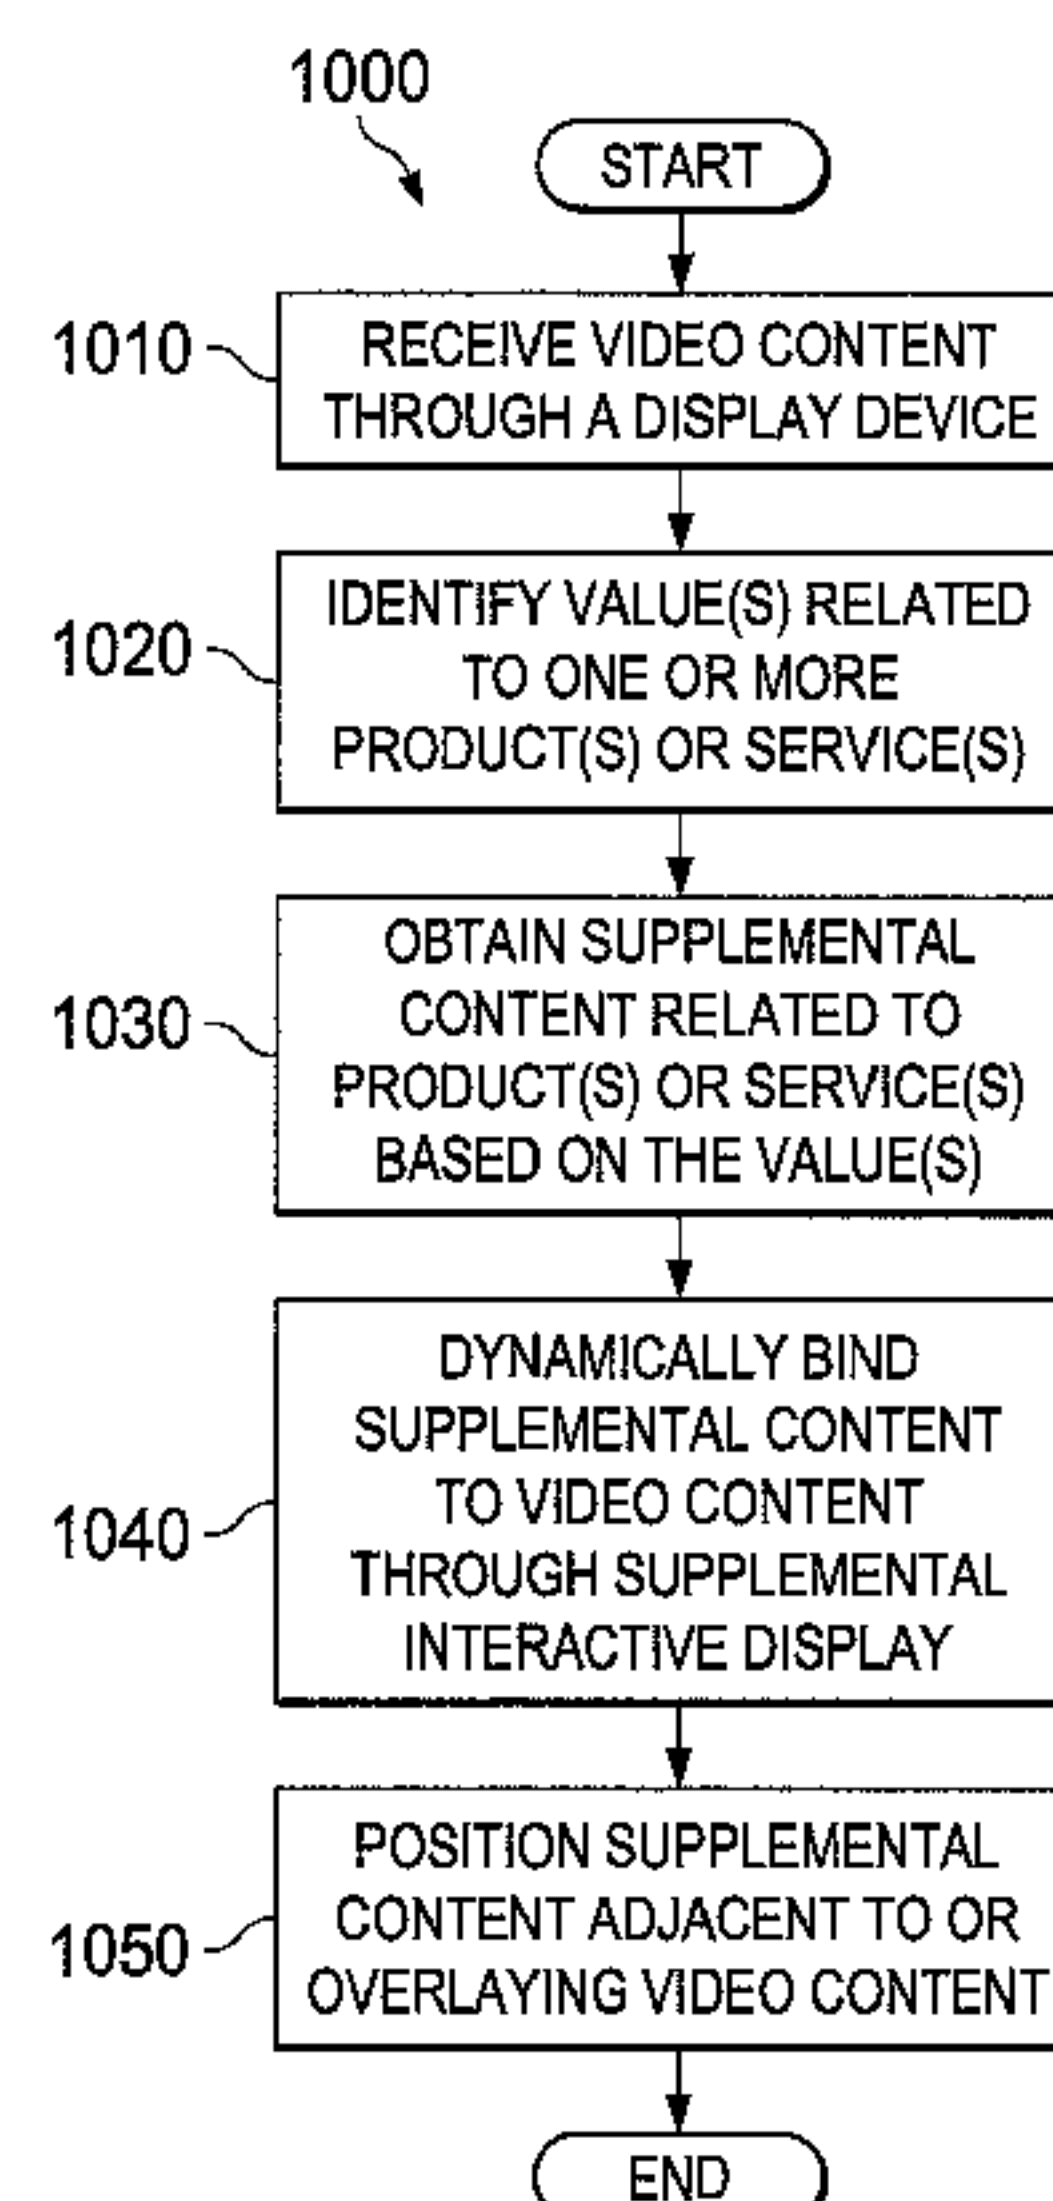 1000
START
1010
RECEIVE VIDEO CONTENT
THROUGH A DISPLAY DEVICE
1020
IDENTIFY VALUE(S) RELATED
TO ONE OR MORE
PRODUCT(S) OR SERVICE(S)
1030
OBTAIN SUPPLEMENTAL
CONTENT RELATED TO
PRODUCT(S) OR SERVICE(S)
BASED ON THE VALUE(S)
1040
DYNAMICALLY BIND
SUPPLEMENTAL CONTENT
TO VIDEO CONTENT
THROUGH SUPPLEMENTAL
INTERACTIVE DISPLAY
1050
POSITION SUPPLEMENTAL
CONTENT ADJACENT TO OR
OVERLAYING VIDEO CONTENT
END